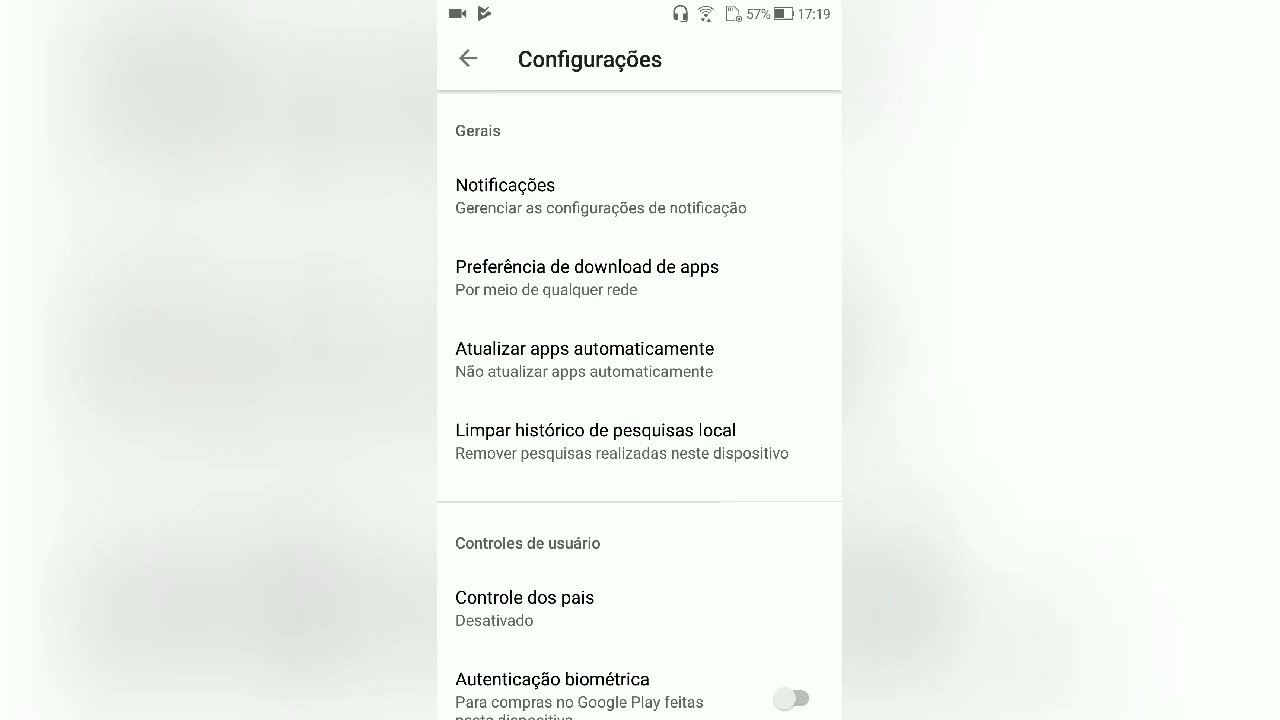 57% 17:19
Configurações
Gerais
Notificações
Gerenciar as configurações de notificação
Preferência de download de apps
Por meio de qualquer rede
Atualizar apps automaticamente
Não atualizar apps automaticamente
Limpar histórico de pesquisas local
Remover pesquisas realizadas neste dispositivo
Controles de usuário
Controle dos pais
Desativado
Autenticação biométrica
Para compras no Google Play feitas
neste dispositivo